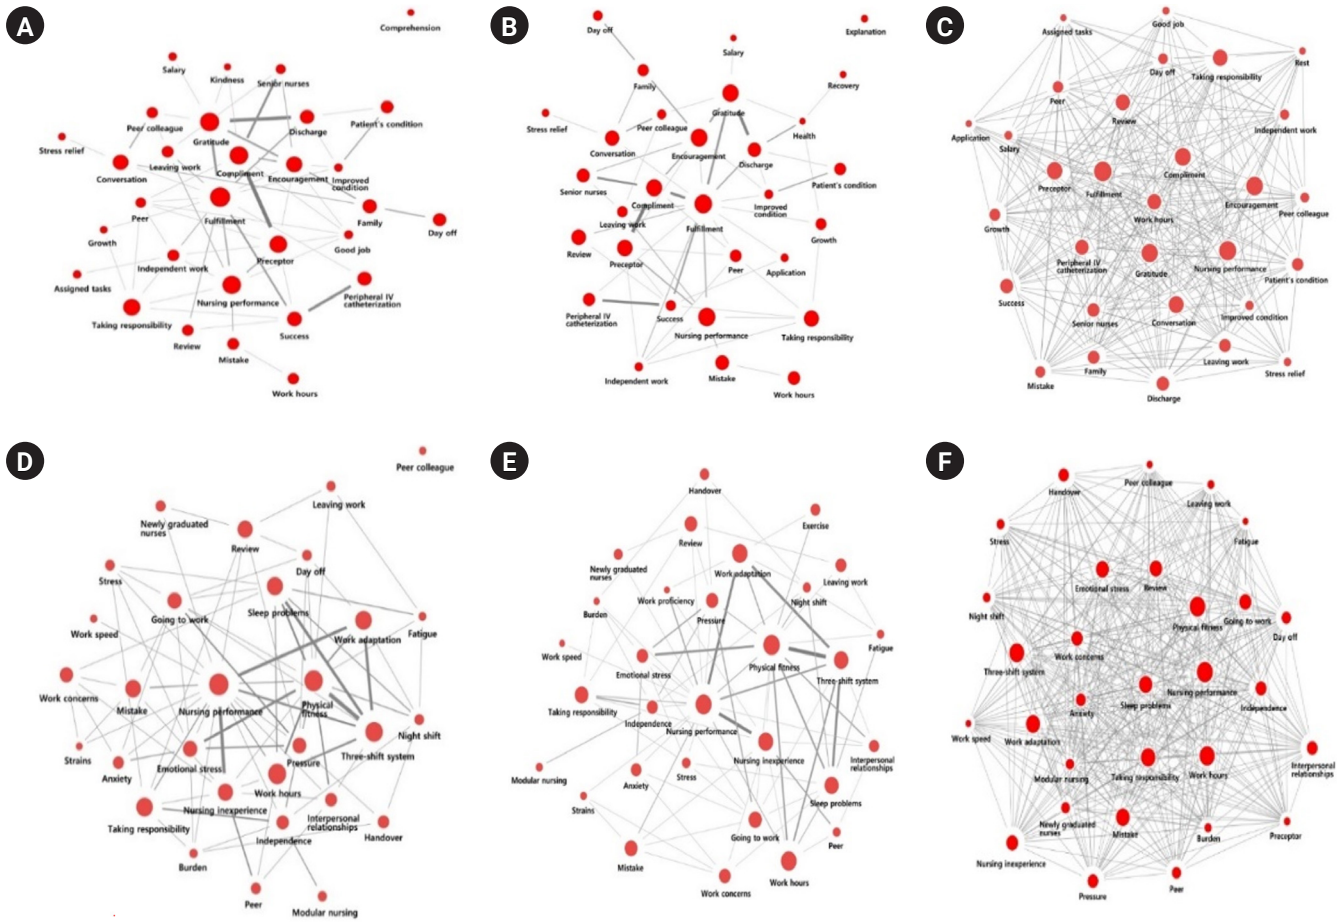 A
Comprehension
Salary
Kindness
Senior nurses
Peer colleague
Gratitude
Discharge
Patient's condition
Stress relief
Conversation
Leaving work
Compliment
Encouragement
Improved
condition
Peer
Fulfillment
Family
Day off
Growth
Good job
Independent work
Preceptor
Assigned tasks
Nursing performance
Peripheral IV
catheterization
Taking responsibility
Review
Success
Mistake
Work hours
B
Day off
Explanation
Salary
Family
Recovery
Gratitude
Stress relief
Peer colleague
Health
Conversation
Encouragement
Discharge
Senior nurses
Patient's condition
Compliment
Improved
condition
Leaving work
Fulfillment
Growth
Review
Preceptor
Peer
Application
Peripheral IV
catheterization
Success
Nursing performance
Taking responsibility
Independent work
Mistake
Work hours
C
Assigned tasks
Good job
Rest
Day off
Taking responsibility
Peer
Review
Independent work
Application
Salary
Compliment
Preceptor
Fulfillment
Encouragement
Work hours
Peer colleague
Growth
Peripheral IV
catheterization
Gratitude
Nursing performance
Patient's condition
Success
Senior nurses
Conversation
Improved condition
Leaving work
Family
Stress relief
Mistake
Discharge
D
Peer colleague
Leaving work
Newly graduated
nurses
Review
Day off
Stress
Sleep problems
Going to work
Work speed
Work adaptation
Fatigue
Work concerns
Mistake
Nursing performance
Physical
fitness
Night shift
Strains
Anxiety
Emotional stress
Pressure
Three-shift system
Work hours
Nursing inexperience
Taking responsibility
Interpersonal
relationships
Independence
Handover
Burden
Peer
Modular nursing
E
Handover
Exercise
Review
Newly graduated
nurses
Work adaptation
Leaving work
Work proficiency
Night shift
Burden
Pressure
Work speed
Fatigue
Emotional stress
Physical fitness
Three-shift system
Taking responsibility
Independence
Nursing performance
Nursing inexperience
Interpersonal
relationships
Modular nursing
Anxiety
Stress
Strains
Sleep problems
Going to work
Peer
Mistake
Work hours
Work concerns
F
Handover
Peer colleague
Leaving work
Stress
Fatigue
Emotional stress
Review
Night shift
Physical fitness
Going to work
Day off
Three-shift system
Work concerns
Nursing performance
Anxiety
Sleep problems
Independence
Work speed
Work adaptation
Modular nursing
Taking responsibility
Work hours
Interpersonal
relationships
Newly graduated
nurses
Mistake
Burden
Preceptor
Nursing inexperience
Pressure
Peer